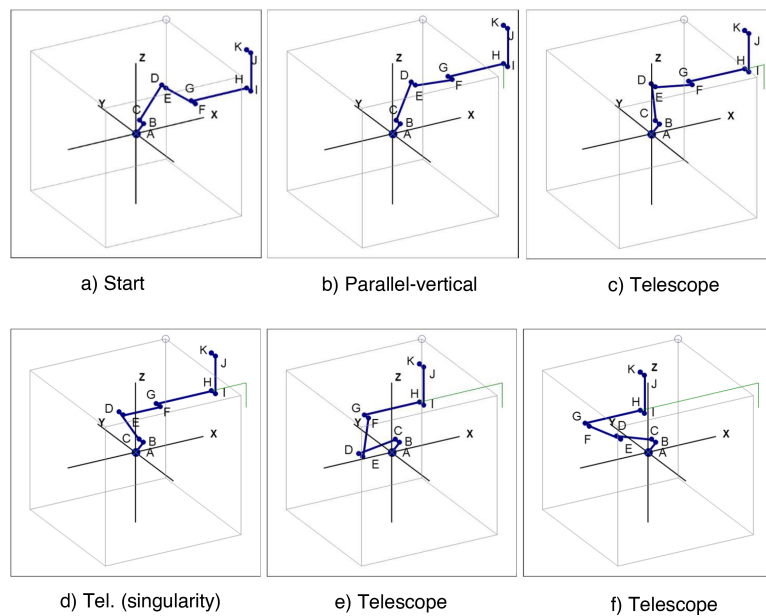 K
J
Z
D
H
I
E
G
F
Y
C
B
X
A
K
J
Z
H
I
D
G
E
F
Y
C
B
X
A
K
J
Z
H
I
D
G
E
F
Y
C
B
X
A
a) Start
b) Parallel-vertical
c) Telescope
K
J
Z
H
I
G
D
F
Y
E
C
B
X
A
K
J
Z
H
I
G
F
Y
C
B
X
D
E
A
K
Z
J
H
I
G
Y
D
F
C
B
X
E
A
d) Tel. (singularity)
e) Telescope
f) Telescope